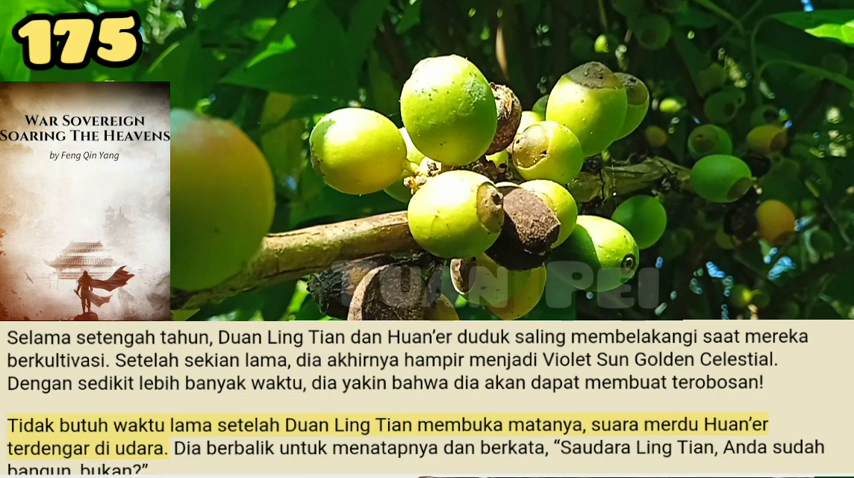 175
WAR SOVEREIGN
SOARING THE HEAVENS
by Feng Qin Yang
TUAN PEI
Selama setengah tahun, Duan Ling Tian dan Huan’er duduk saling membelakangi saat mereka
berkultivasi. Setelah sekian lama, dia akhirnya hampir menjadi Violet Sun Golden Celestial.
Dengan sedikit lebih banyak waktu, dia yakin bahwa dia akan dapat membuat terobosan!
Tidak butuh waktu lama setelah Duan Ling Tian membuka matanya, suara merdu Huan’er
terdengar di udara. Dia berbalik untuk menatapnya dan berkata, “Saudara Ling Tian, Anda sudah
bangun, bukan?”